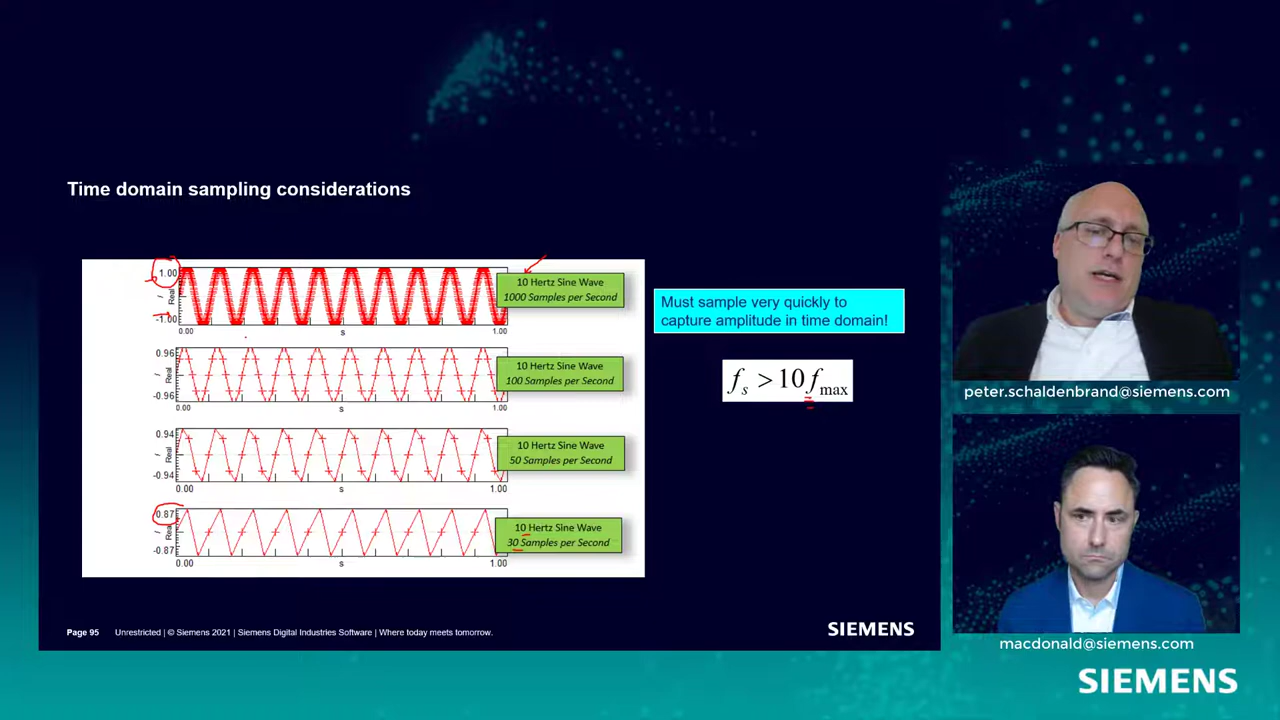 Time domain sampling considerations
1.00
Real
/
-1.00
0.00
s
1.00
10 Hertz Sine Wave
1000 Samples per Second
0.96
Real
/
-0.96
0.00
s
1.00
10 Hertz Sine Wave
100 Samples per Second
0.94
Real
/
-0.94
0.00
s
1.00
10 Hertz Sine Wave
50 Samples per Second
0.87
Real
/
-0.87
0.00
s
1.00
10 Hertz Sine Wave
30 Samples per Second
Must sample very quickly to
capture amplitude in time domain!
fs > 10 fmax
Page 95 Unrestricted | © Siemens 2021 | Siemens Digital Industries Software | Where today meets tomorrow.
SIEMENS
peter.schaldenbrand@siemens.com
macdonald@siemens.com
SIEMENS